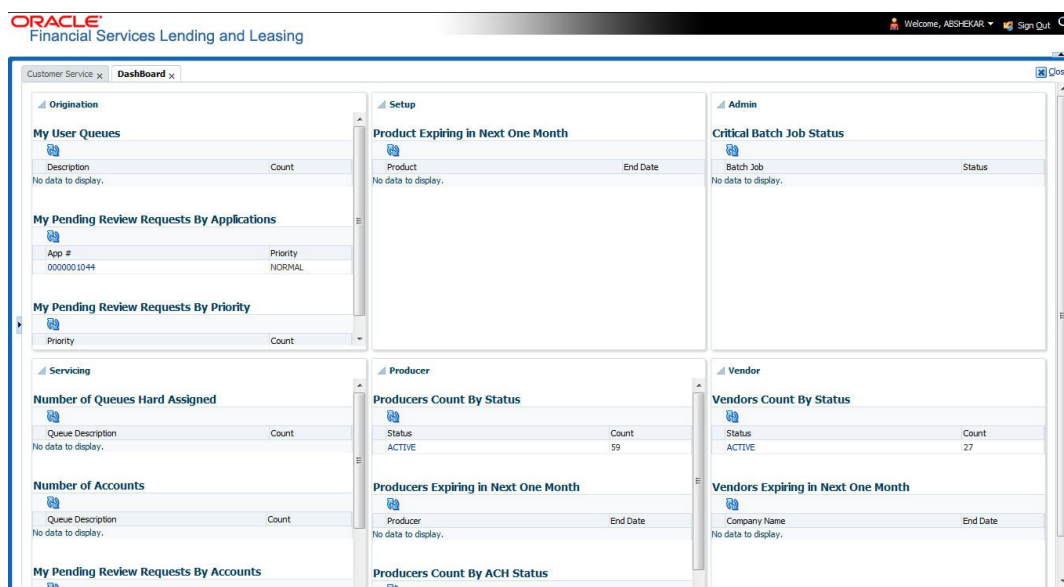 ORACLE
Financial Services Lending and Leasing
Welcome, ABSHEKAR
Sign Out
Customer Service
DashBoard
Origination
My User Queues
Description Count
No data to display.
My Pending Review Requests By Applications
App # Priority
0000001044 NORMAL
My Pending Review Requests By Priority
Priority Count
Setup
Product Expiring in Next One Month
Product End Date
No data to display.
Admin
Critical Batch Job Status
Batch Job Status
No data to display.
Servicing
Number of Queues Hard Assigned
Queue Description Count
No data to display.
Number of Accounts
Queue Description Count
No data to display.
My Pending Review Requests By Accounts
Producer
Producers Count By Status
Status Count
ACTIVE 59
Producers Expiring in Next One Month
Producer End Date
No data to display.
Producers Count By ACH Status
Vendor
Vendors Count By Status
Status Count
ACTIVE 27
Vendors Expiring in Next One Month
Company Name End Date
No data to display.